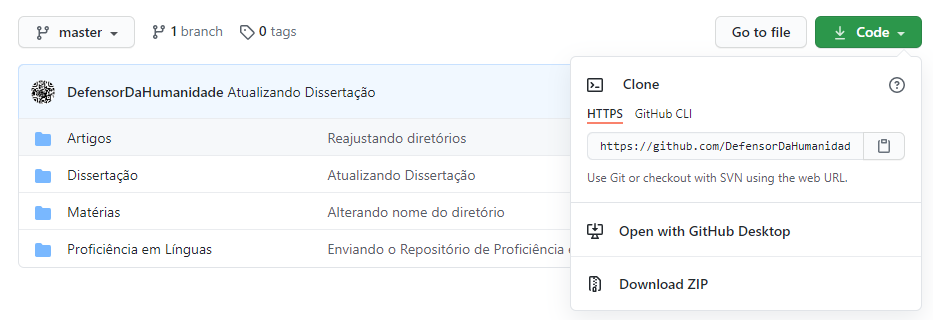 master 1 branch 0 tags Go to file Code
DefensorDaHumanidade Atualizando Dissertação
Clone
HTTPS GitHub CLI
https://github.com/DefensorDaHumanidad
Use Git or checkout with SVN using the web URL.
Open with GitHub Desktop
Download ZIP
Artigos Reajustando diretórios
Dissertação Atualizando Dissertação
Matérias Alterando nome do diretório
Proficiência em Línguas Enviando o Repositório de Proficiência